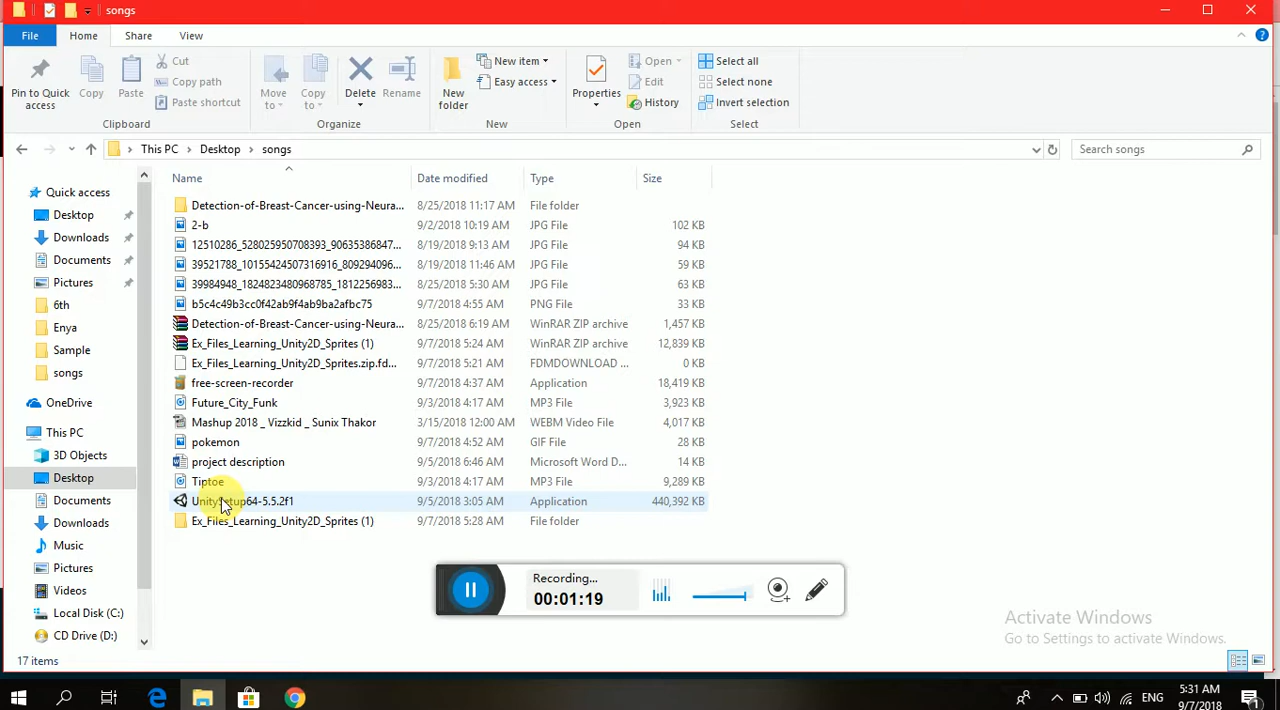 songs
File Home Share View
Pin to Quick access
Copy
Paste
Cut
Copy path
Paste shortcut
Clipboard
Move to
Copy to
Delete
Rename
Organize
New folder
New item
Easy access
New
Properties
Open
Edit
History
Open
Select all
Select none
Invert selection
Select
This PC > Desktop > songs
Search songs
Name Date modified Type Size
Quick access
Desktop
Downloads
Documents
Pictures
6th
Enya
Sample
songs
OneDrive
This PC
3D Objects
Desktop
Documents
Downloads
Music
Pictures
Videos
Local Disk (C:)
CD Drive (D:)
Detection-of-Breast-Cancer-using-Neura... 8/25/2018 11:17 AM File folder
2-b 9/2/2018 10:19 AM JPG File 102 KB
12510286_528025950708393_90635386847... 8/19/2018 9:13 AM JPG File 94 KB
39521788_10155424507316916_809294096... 8/19/2018 11:46 AM JPG File 59 KB
39984948_1824823480968785_1812256983... 8/25/2018 5:30 AM JPG File 63 KB
b5c4c49b3cc0f42ab9f4ab9ba2afbc75 9/7/2018 4:55 AM PNG File 33 KB
Detection-of-Breast-Cancer-using-Neura... 8/25/2018 6:19 AM WinRAR ZIP archive 1,457 KB
Ex_Files_Learning_Unity2D_Sprites (1) 9/7/2018 5:24 AM WinRAR ZIP archive 12,839 KB
Ex_Files_Learning_Unity2D_Sprites.zip.fd... 9/7/2018 5:21 AM FDMDOWNLOAD ... 0 KB
free-screen-recorder 9/7/2018 4:37 AM Application 18,419 KB
Future_City_Funk 9/3/2018 4:17 AM MP3 File 3,923 KB
Mashup 2018 _ Vizzkid _ Sunix Thakor 3/15/2018 12:00 AM WEBM Video File 4,017 KB
pokemon 9/7/2018 4:52 AM GIF File 28 KB
project description 9/5/2018 6:46 AM Microsoft Word D... 14 KB
Tiptoe 9/3/2018 4:17 AM MP3 File 9,289 KB
UnitySetup64-5.5.2f1 9/5/2018 3:05 AM Application 440,392 KB
Ex_Files_Learning_Unity2D_Sprites (1) 9/7/2018 5:28 AM File folder
Recording...
00:01:19
Activate Windows
Go to Settings to activate Windows.
17 items
ENG
5:31 AM
9/7/2018
1